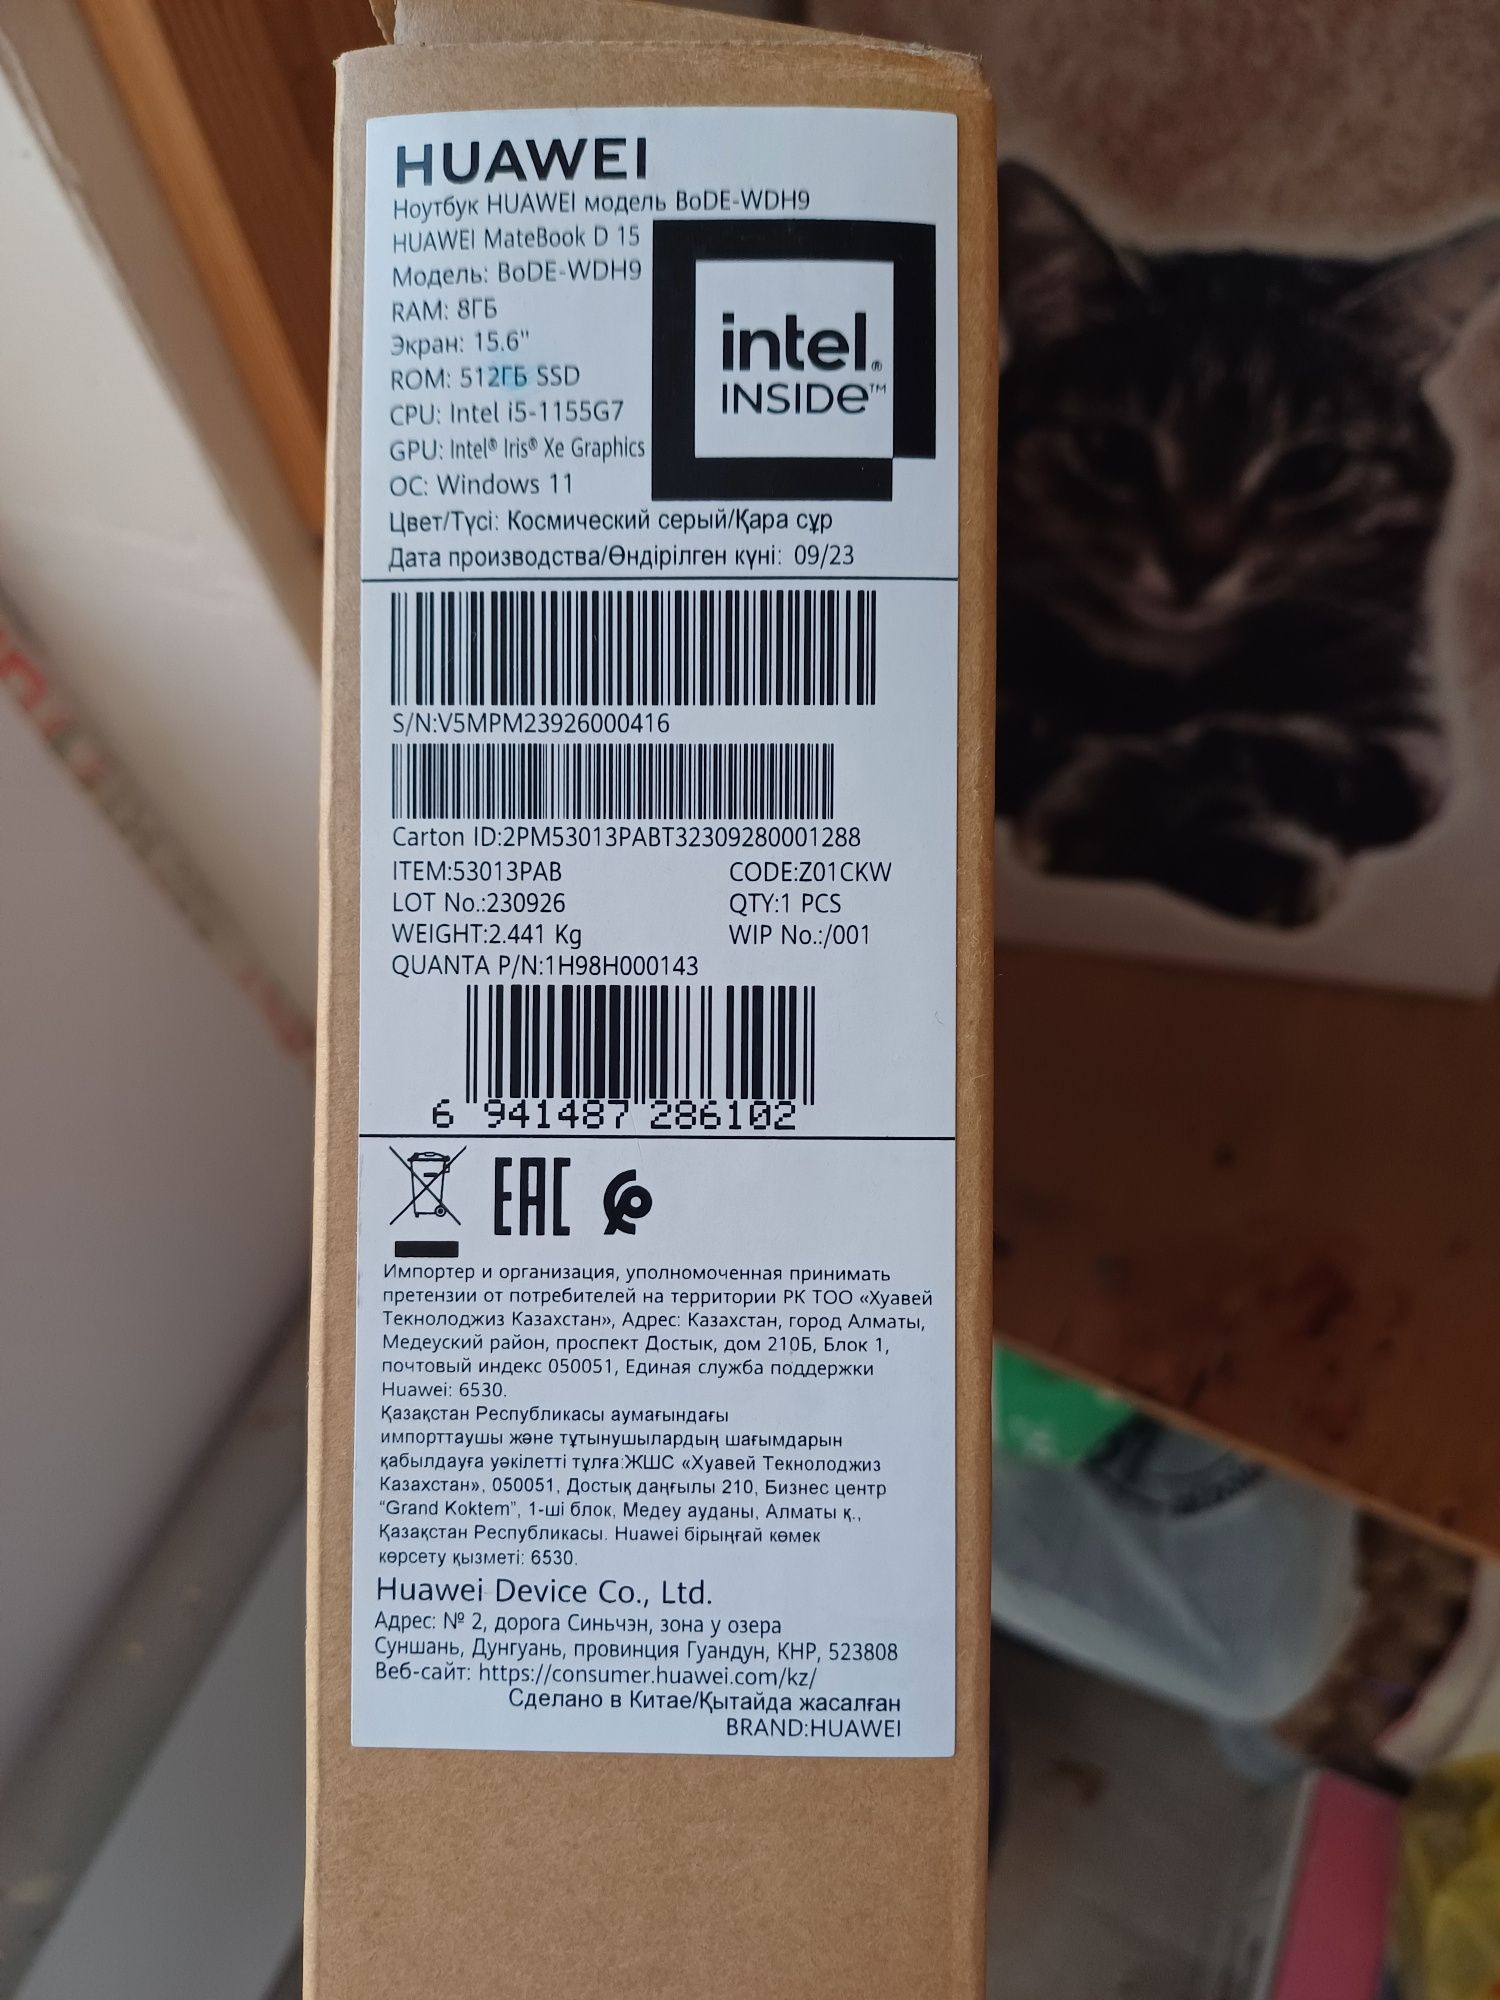 HUAWEI
Ноутбук HUAWEI модель BoDE-WDH9
HUAWEI MateBook D 15
Модель: BoDE-WDH9
RAM: 8ГБ
Экран: 15.6"
ROM: 512ГБ SSD
CPU: Intel i5-1155G7
GPU: Intel® Iris® Xe Graphics
ОС: Windows 11
intel®
INSIDe™
Цвет/Түсі: Космический серый/Қара сұр
Дата производства/Өндірілген күні: 09/23
S/N:V5MPM23926000416
Carton ID:2PM53013PABT32309280001288
ITEM:53013PAB CODE:Z01CKW
LOT No.:230926 QTY:1 PCS
WEIGHT:2.441 Kg WIP No.:/001
QUANTA P/N:1H98H000143
6 941487 286102
EAC
Импортер и организация, уполномоченная принимать
претензии от потребителей на территории РК ТОО «Хуавей
Текнолоджиз Казахстан», Адрес: Казахстан, город Алматы,
Медеуский район, проспект Достык, дом 210Б, Блок 1,
почтовый индекс 050051, Единая служба поддержки
Huawei: 6530.
Қазақстан Республикасы аумағындағы
импорттаушы және тұтынушылардың шағымдарын
қабылдауға уәкілетті тұлға:ЖШС «Хуавей Текнолоджиз
Казахстан», 050051, Достық даңғылы 210, Бизнес центр
"Grand Koktem", 1-ші блок, Медеу ауданы, Алматы қ.,
Қазақстан Республикасы. Huawei бірыңғай көмек
көрсету қызметі: 6530.
Huawei Device Co., Ltd.
Адрес: № 2, дорога Синьчэн, зона у озера
Суншань, Дунгуань, провинция Гуандун, КНР, 523808
Веб-сайт: https://consumer.huawei.com/kz/
Сделано в Китае/Қытайда жасалған
BRAND:HUAWEI